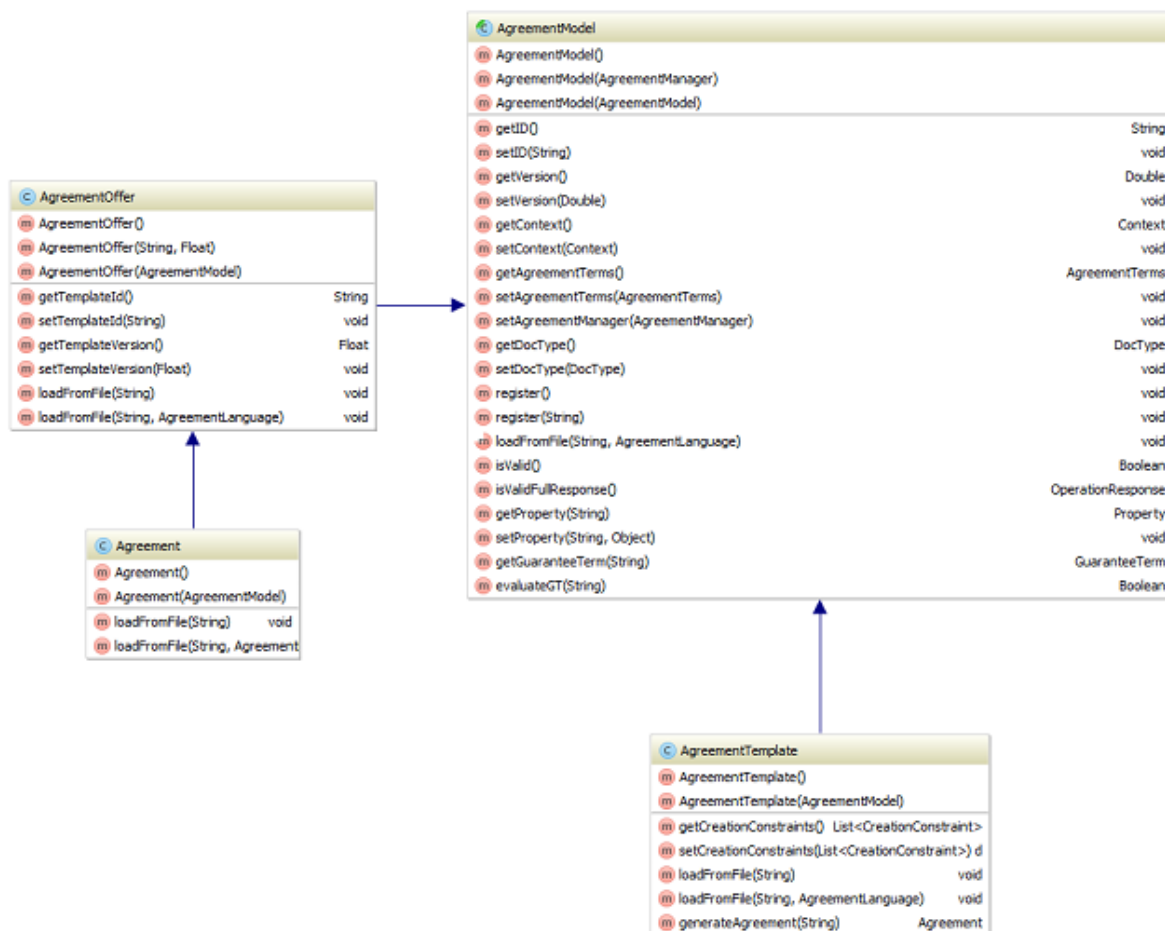 AgreementModel
AgreementModel()
AgreementModel(AgreementManager)
AgreementModel(AgreementModel)
getID() String
setID(String) void
getVersion() Double
setVersion(Double) void
getContext() Context
setContext(Context) void
getAgreementTerms() AgreementTerms
setAgreementTerms(AgreementTerms) void
setAgreementManager(AgreementManager) void
getDocType() DocType
setDocType(DocType) void
register() void
register(String) void
loadFromFile(String, AgreementLanguage) void
isValid() Boolean
isValidFullResponse() OperationResponse
getProperty(String) Property
setProperty(String, Object) void
getGuaranteeTerm(String) GuaranteeTerm
evaluateGT(String) Boolean
AgreementOffer
AgreementOffer()
AgreementOffer(String, Float)
AgreementOffer(AgreementModel)
getTemplateId() String
setTemplateId(String) void
getTemplateVersion() Float
setTemplateVersion(Float) void
loadFromFile(String) void
loadFromFile(String, AgreementLanguage) void
Agreement
Agreement()
Agreement(AgreementModel)
loadFromFile(String) void
loadFromFile(String, Agreement
AgreementTemplate
AgreementTemplate()
AgreementTemplate(AgreementModel)
getCreationConstraints() List<CreationConstraint>
setCreationConstraints(List<CreationConstraint>) d
loadFromFile(String) void
loadFromFile(String, AgreementLanguage) void
generateAgreement(String) Agreement